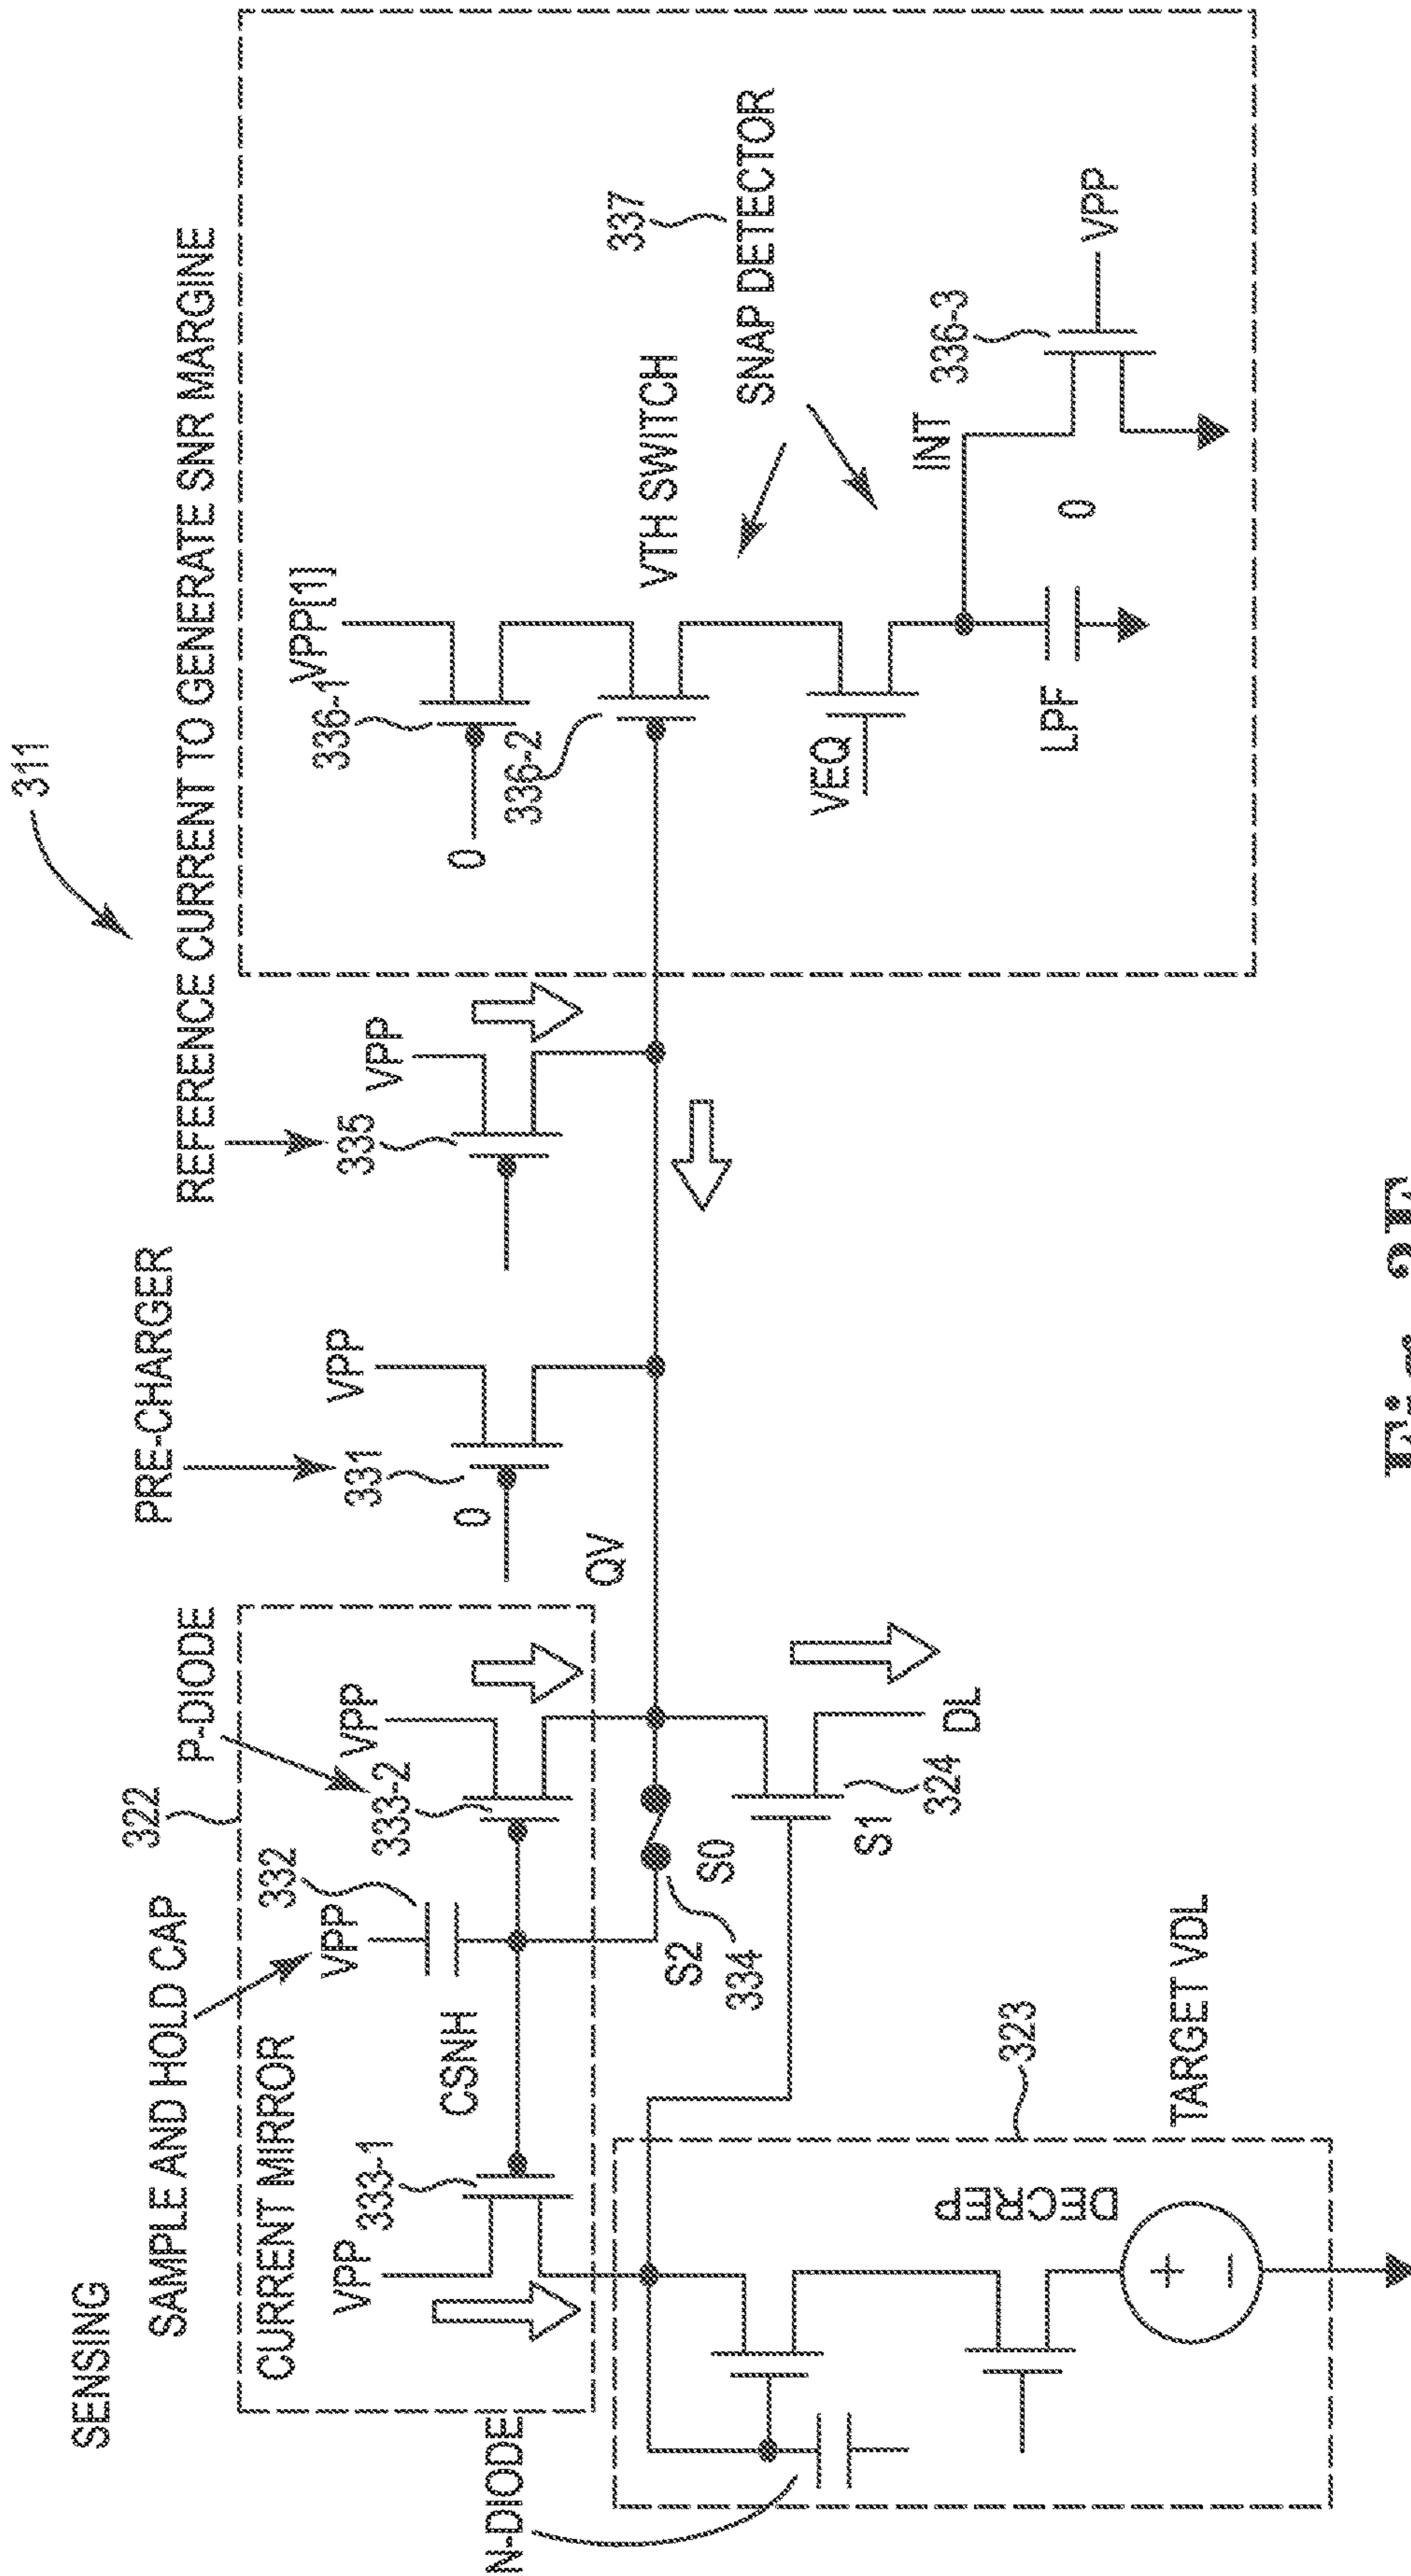 311
SENSING
PRE-CHARGER
SAMPLE AND HOLD CAP
322
P-DIODE
REFERENCE CURRENT TO GENERATE SNR MARGINE
CURRENT MIRROR
332
VPP
333-1
VPP
CSNH
VPP
333-2
331
VPP
0
335
VPP
VPP[1]
336-1
0
336-2
VTH SWITCH
337
SNAP DETECTOR
N-DIODE
QV
S2
S0
334
S1
324
DL
VEQ
INT
336-3
VPP
LPF
0
323
DECREP
TARGET VDL